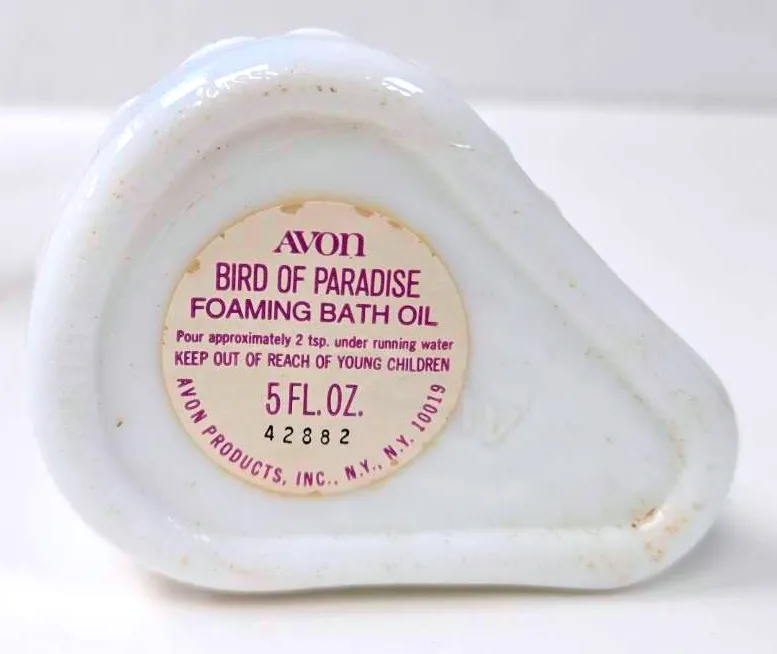 AVON
BIRD OF PARADISE
FOAMING BATH OIL
Pour approximately 2 tsp. under running water
KEEP OUT OF REACH OF YOUNG CHILDREN
5 FL. OZ.
42882
AVON PRODUCTS, INC., N.Y., N.Y. 10019